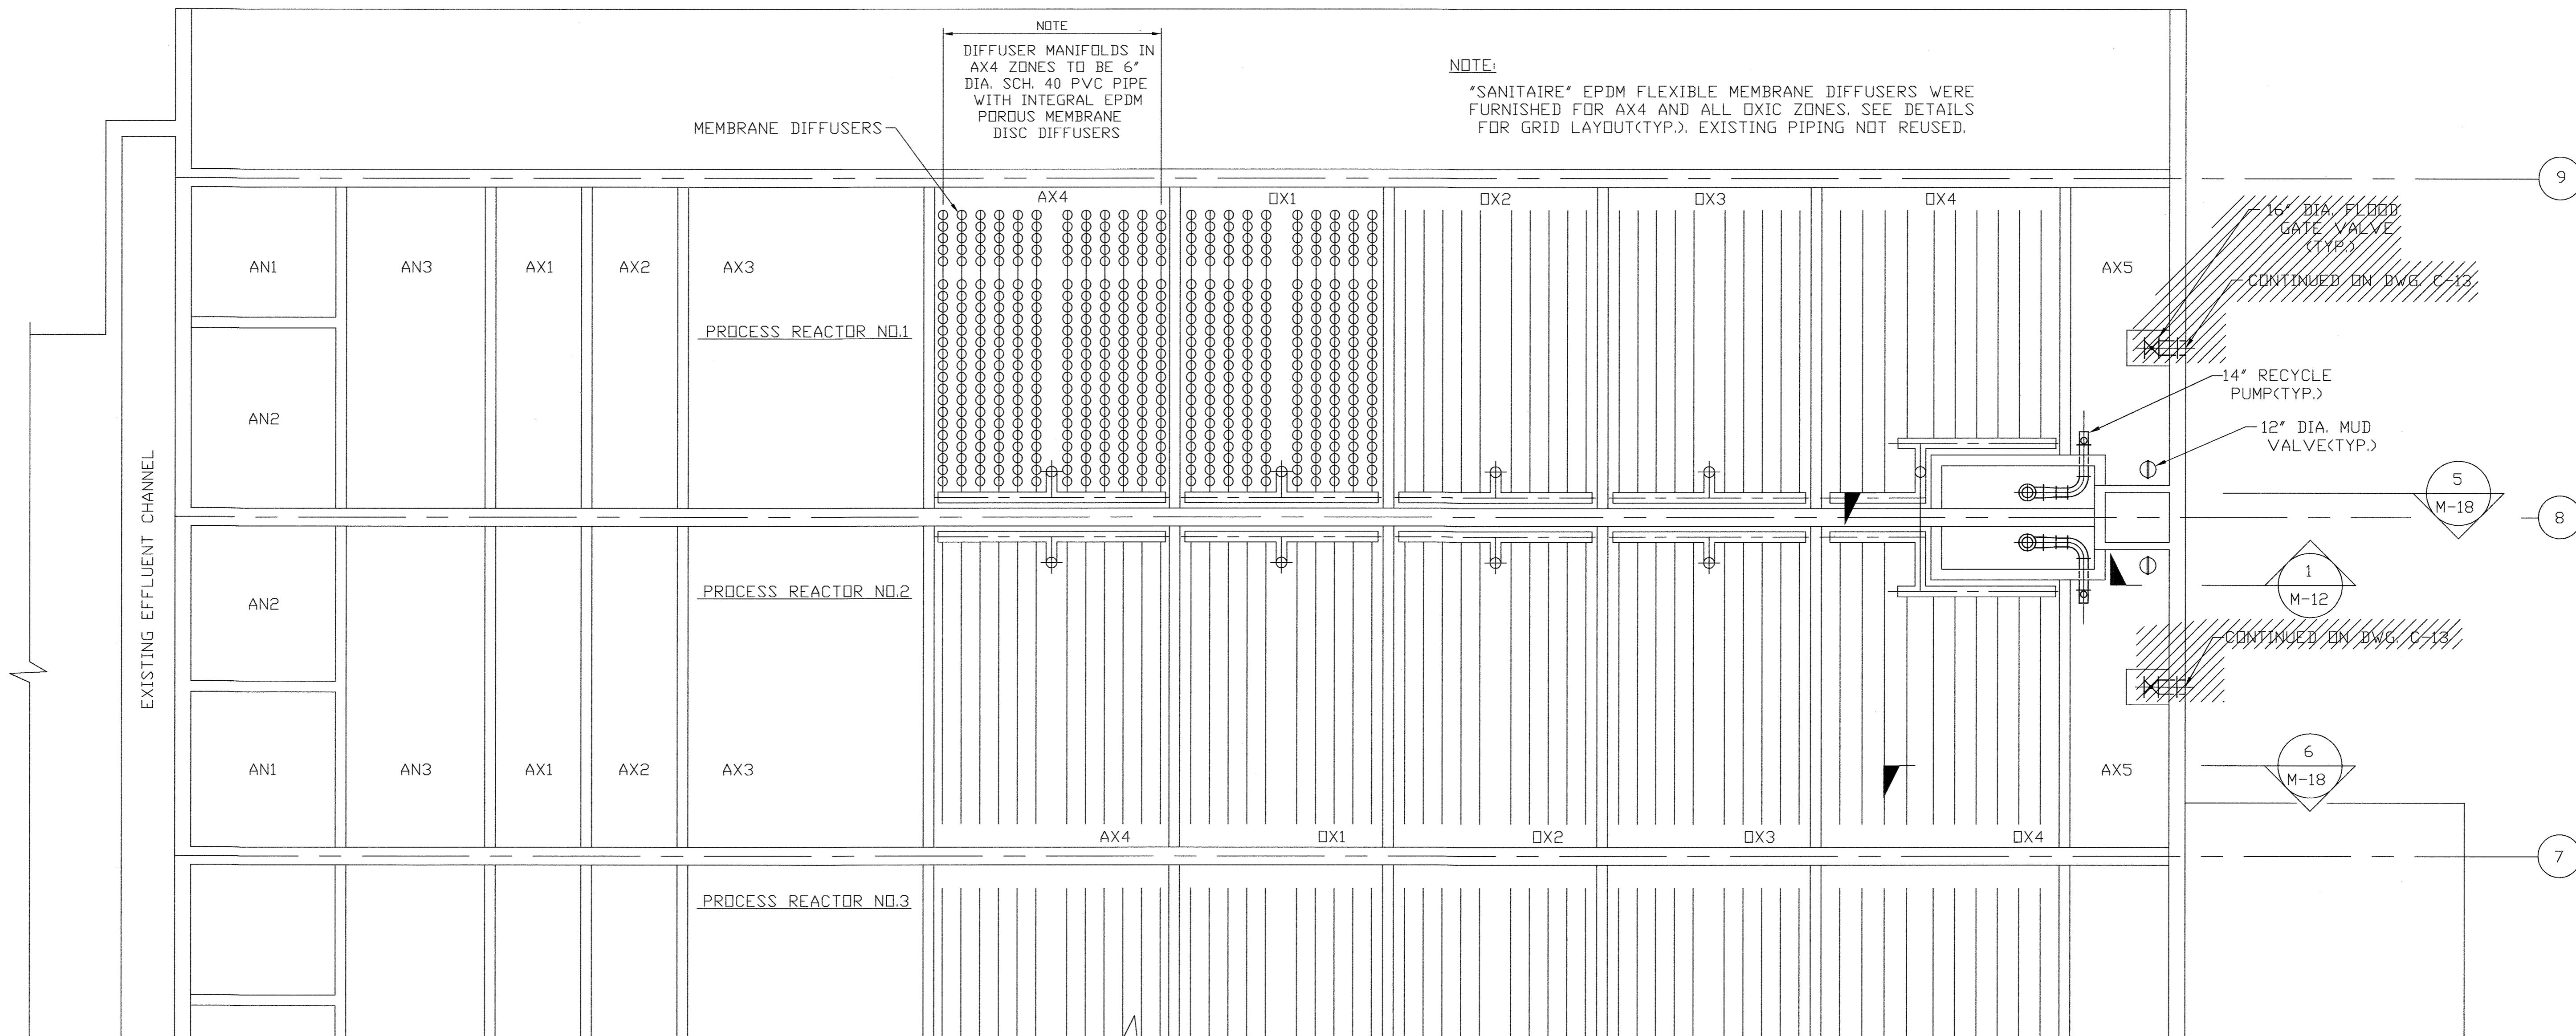 NOTE
DIFFUSER MANIFOLDS IN
AX4 ZONES TO BE 6"
DIA. SCH. 40 PVC PIPE
WITH INTEGRAL EPDM
POROUS MEMBRANE
DISC DIFFUSERS
MEMBRANE DIFFUSERS
NOTE:
"SANITAIRE" EPDM FLEXIBLE MEMBRANE DIFFUSERS WERE
FURNISHED FOR AX4 AND ALL OXIC ZONES. SEE DETAILS
FOR GRID LAYOUT(TYP.). EXISTING PIPING NOT REUSED.
9
AX4
OX1
OX2
OX3
OX4
16" DIA. FLOOD
GATE VALVE
(TYP.)
CONTINUED ON DWG. C-13
AN1
AN3
AX1
AX2
AX3
AX5
PROCESS REACTOR NO.1
14" RECYCLE
PUMP(TYP.)
12" DIA. MUD
VALVE(TYP.)
AN2
5
M-18
8
EXISTING EFFLUENT CHANNEL
PROCESS REACTOR NO.2
AN2
1
M-12
CONTINUED ON DWG. C-13
AN1
AN3
AX1
AX2
AX3
AX5
6
M-18
AX4
OX1
OX2
OX3
OX4
7
PROCESS REACTOR NO.3